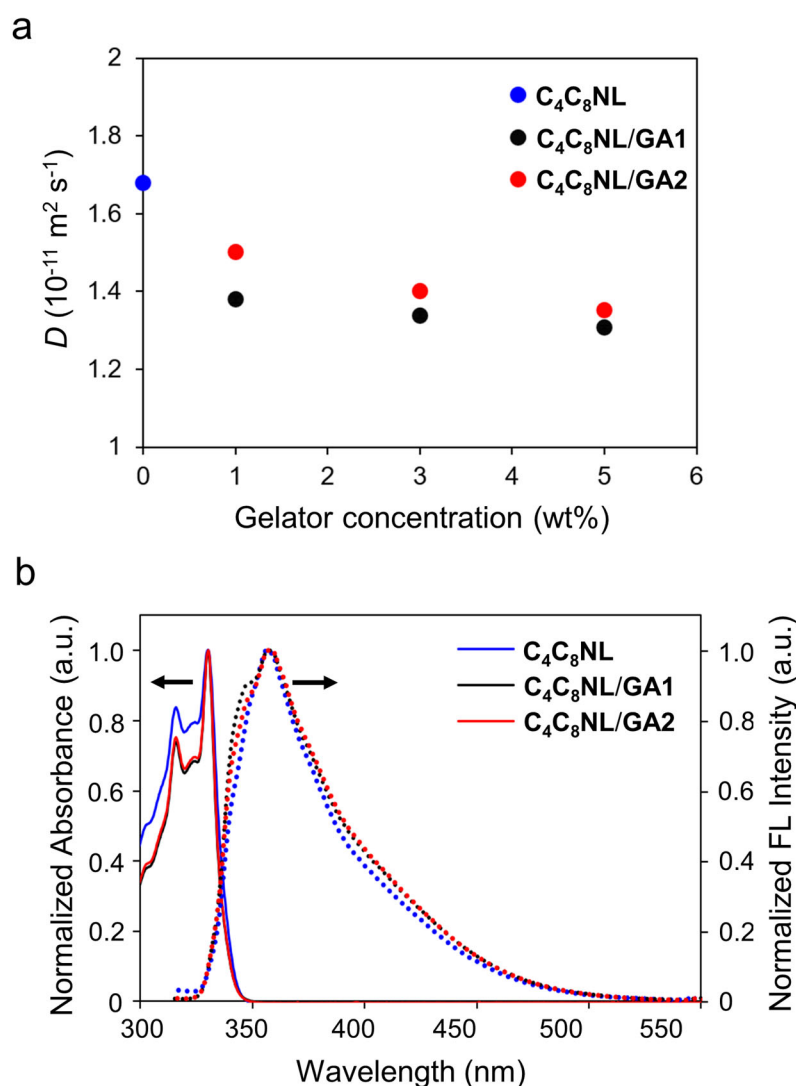 a
2
1.8
1.6
1.4
1.2
1
D (10⁻¹¹ m² s⁻¹)
C₄C₈NL
C₄C₈NL/GA1
C₄C₈NL/GA2
0 1 2 3 4 5 6
Gelator concentration (wt%)
b
1.0
0.8
0.6
0.4
0.2
0
Normalized Absorbance (a.u.)
C₄C₈NL
C₄C₈NL/GA1
C₄C₈NL/GA2
1.0
0.8
0.6
0.4
0.2
0
Normalized FL Intensity (a.u.)
300 350 400 450 500 550
Wavelength (nm)